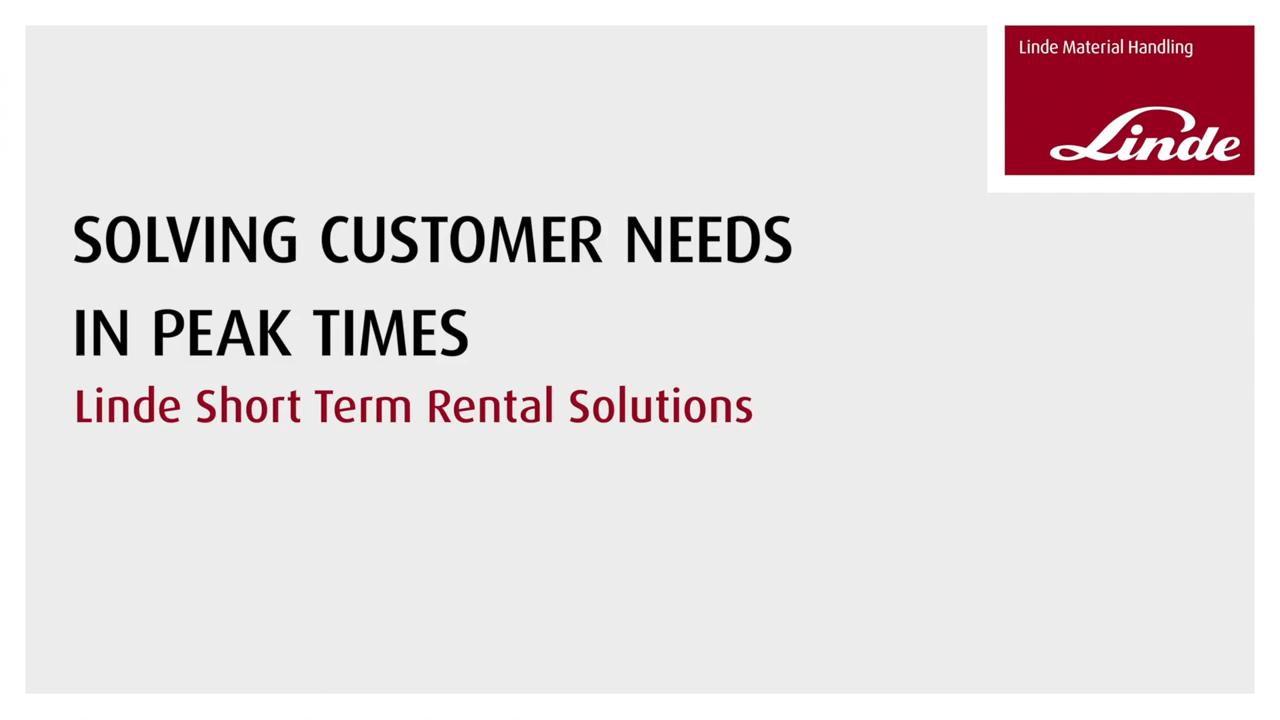 Linde Material Handling
Linde
SOLVING CUSTOMER NEEDS
IN PEAK TIMES
Linde Short Term Rental Solutions